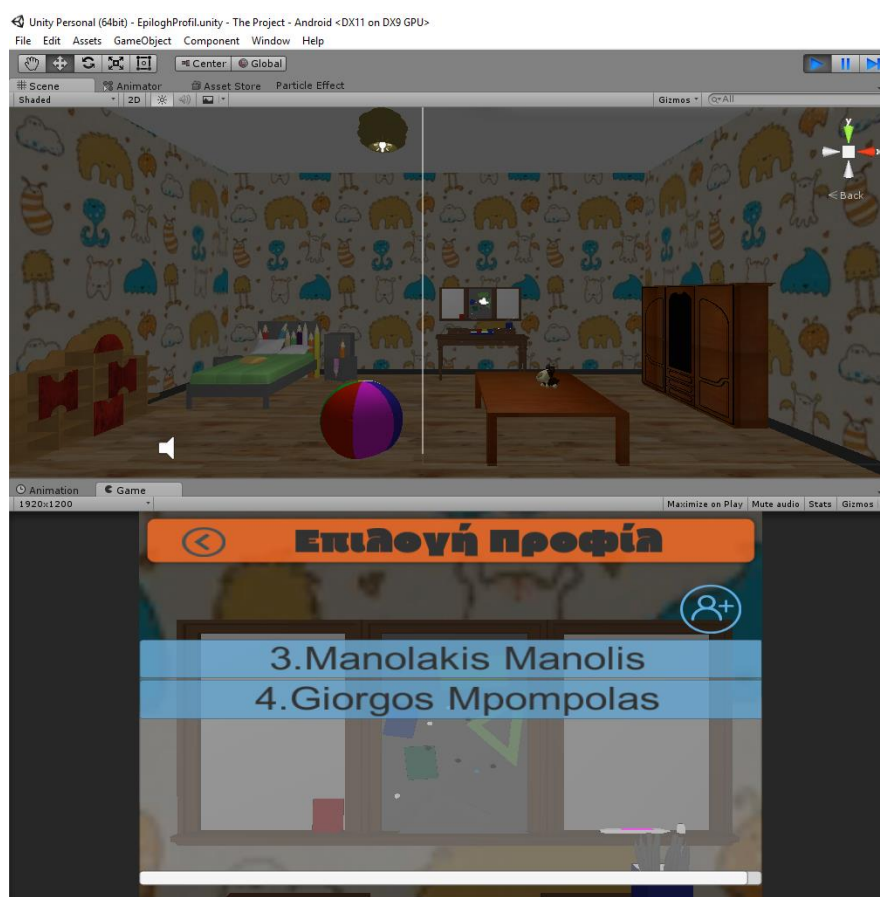 Unity Personal (64bit) - EpiloghProfil.unity - The Project - Android <DX11 on DX9 GPU>
File Edit Assets GameObject Component Window Help
Center Global
Scene Animator Asset Store Particle Effect
Shaded 2D Gizmos All
y
x
Back
Animation Game
1920x1200 Maximize on Play Mute audio Stats Gizmos
Επιλογή Προφίλ
3.Manolakis Manolis
4.Giorgos Mpompolas